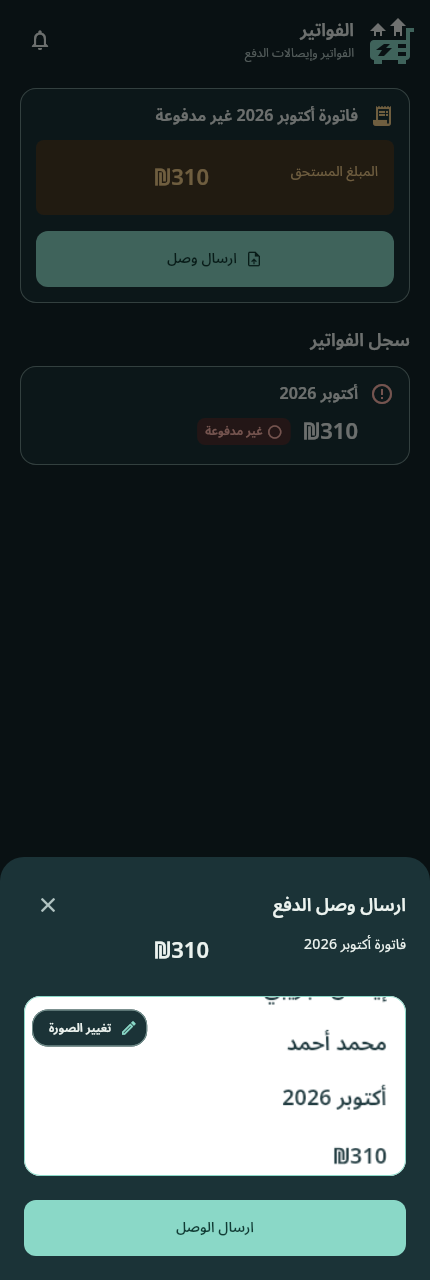 الفواتير
الفواتير وإيصالات الدفع
فاتورة أكتوبر 2026 غير مدفوعة
المبلغ المستحق
₪310
ارسال وصل
سجل الفواتير
أكتوبر 2026
₪310
غير مدفوعة
ارسال وصل الدفع
فاتورة أكتوبر 2026
₪310
تغيير الصورة
محمد أحمد
أكتوبر 2026
₪310
ارسال الوصل